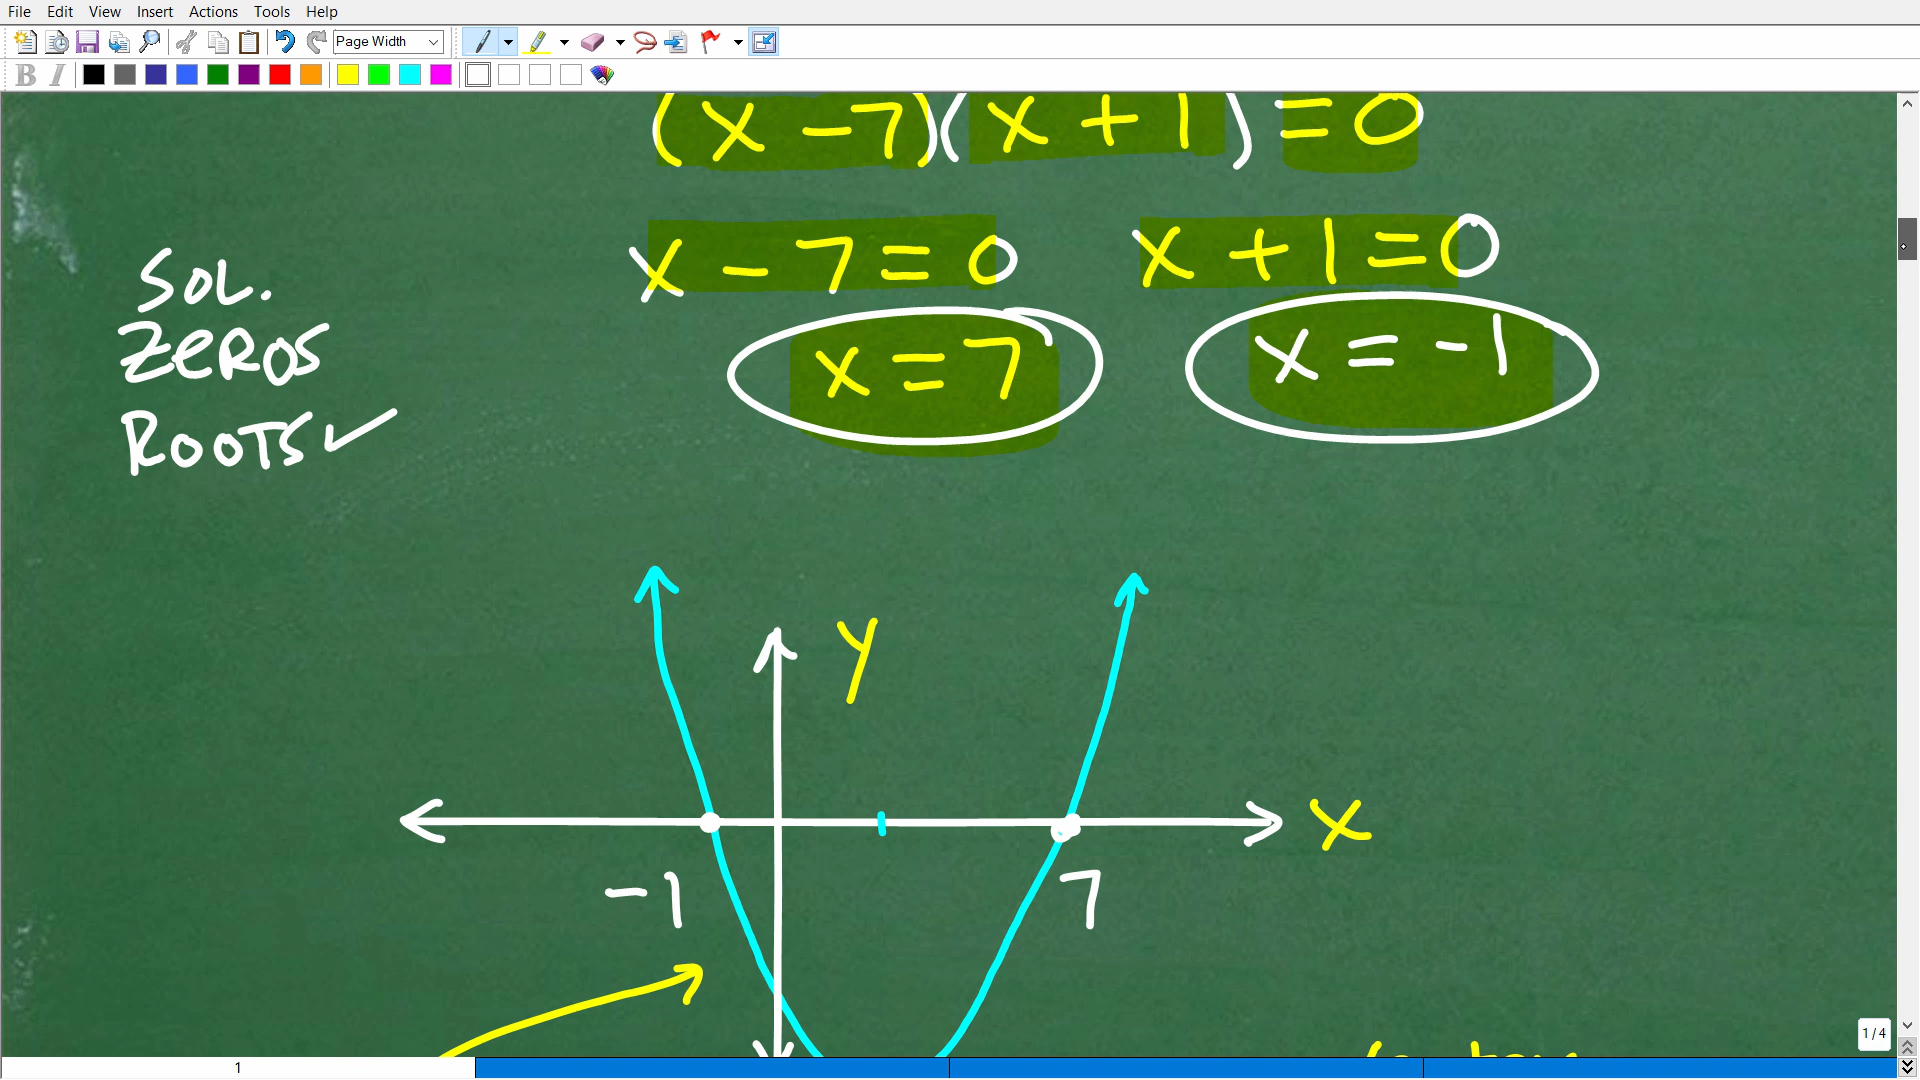 File Edit View Insert Actions Tools Help
Page Width
B I
(x - 7)(x + 1) = 0
x - 7 = 0 x + 1 = 0
SOL.
ZEROS
x = 7 x = -1
ROOTS✓
y
x
-1 7
1/4
1